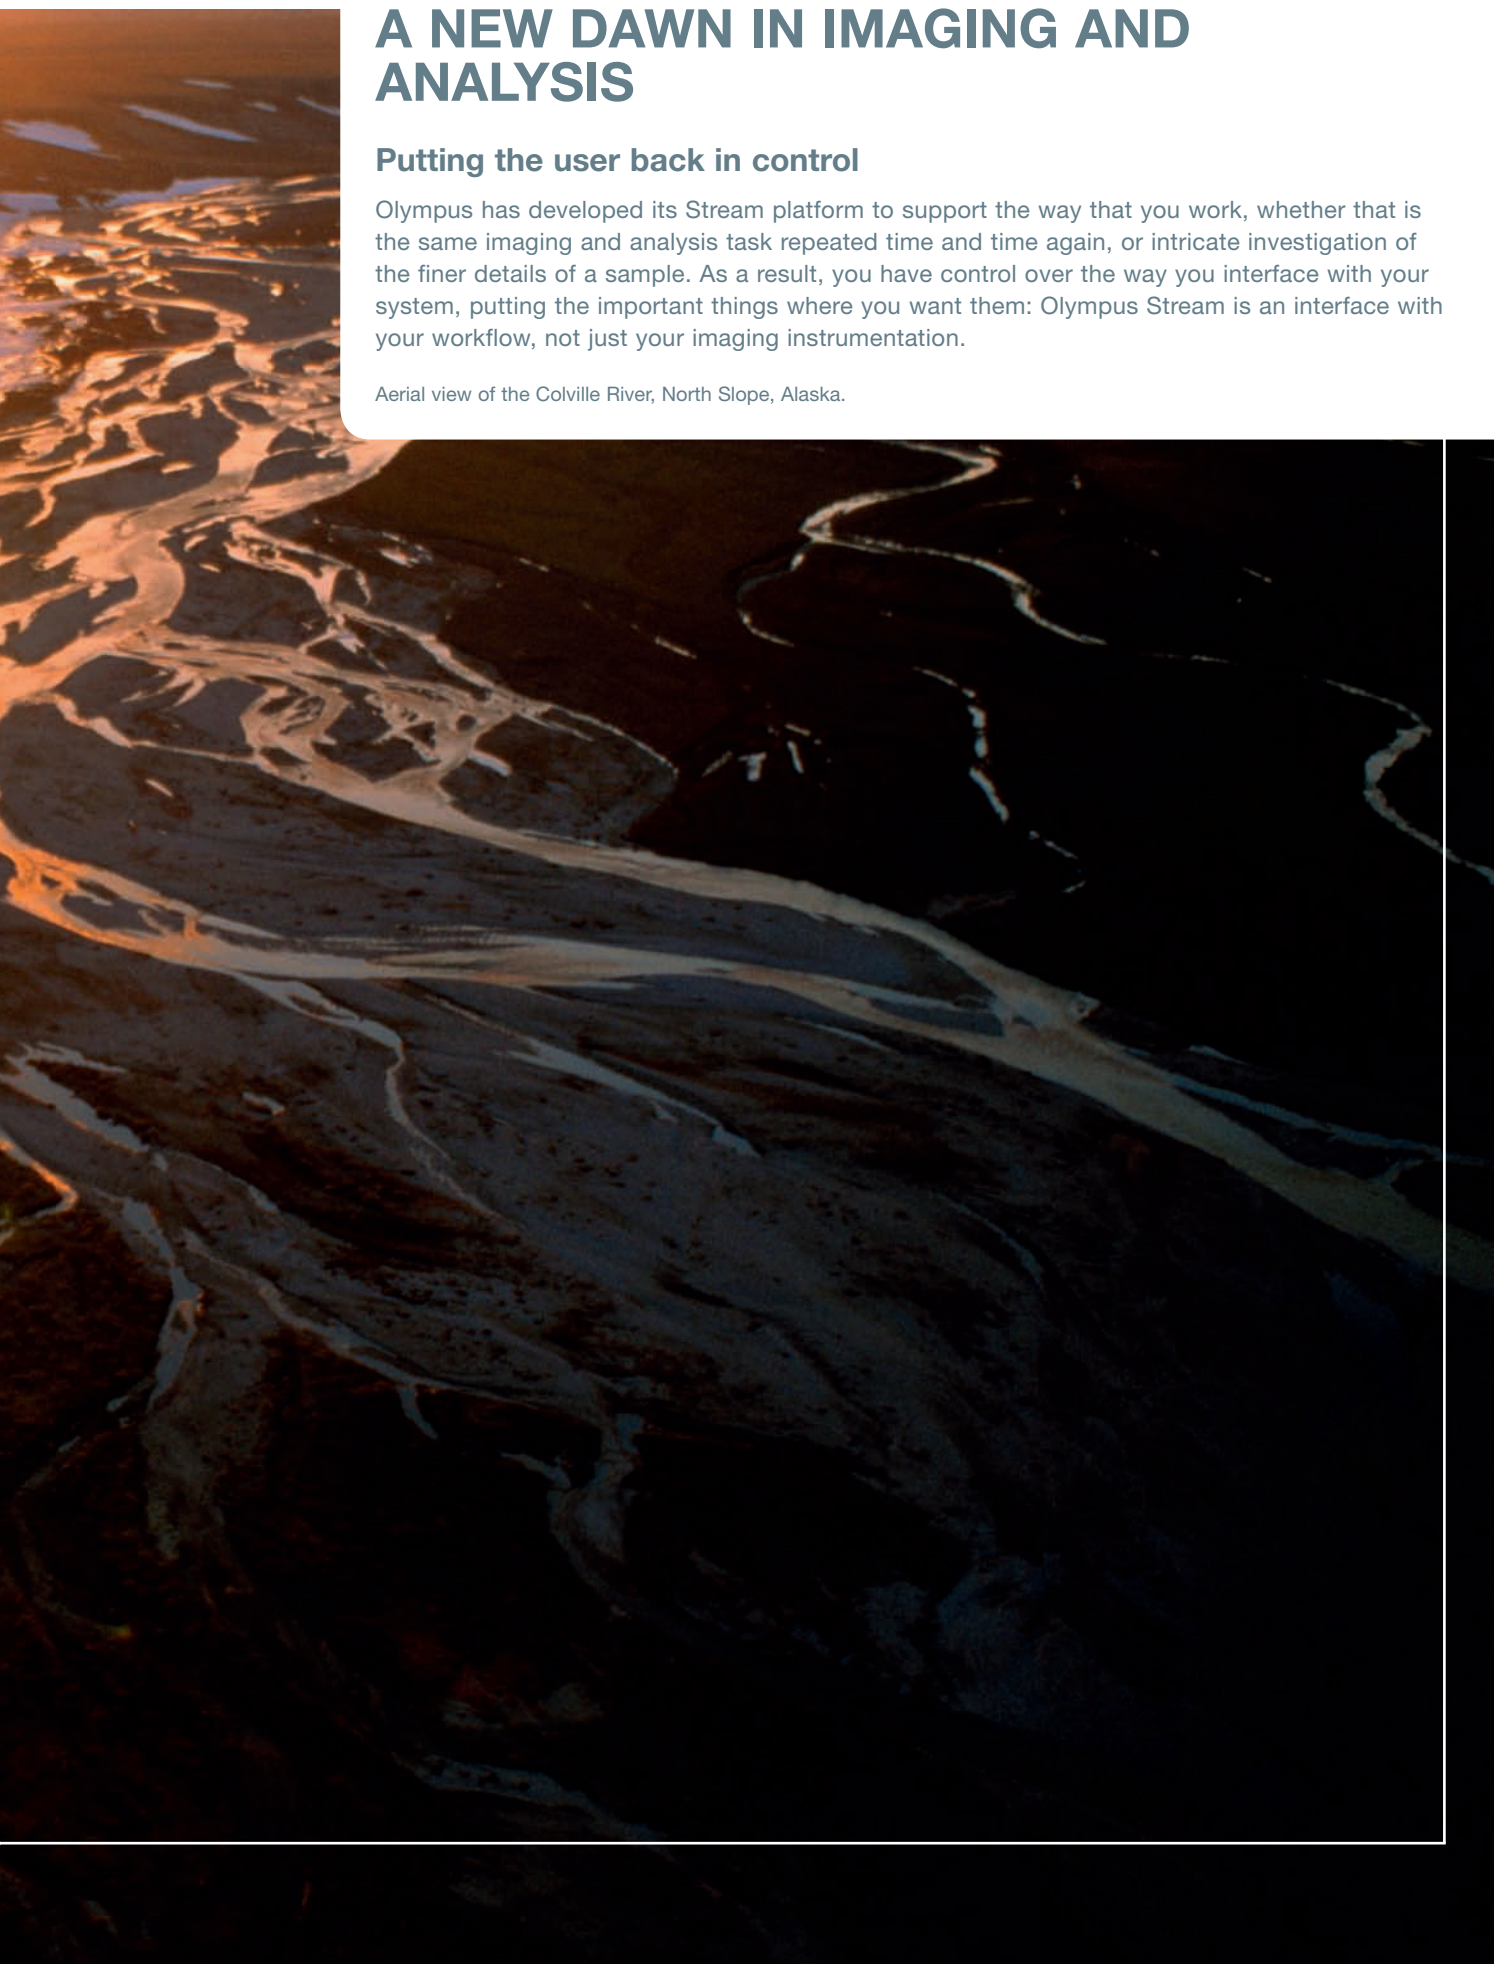 A NEW DAWN IN IMAGING AND
ANALYSIS
Putting the user back in control
Olympus has developed its Stream platform to support the way that you work, whether that is
the same imaging and analysis task repeated time and time again, or intricate investigation of
the finer details of a sample. As a result, you have control over the way you interface with your
system, putting the important things where you want them: Olympus Stream is an interface with
your workflow, not just your imaging instrumentation.
Aerial view of the Colville River, North Slope, Alaska.